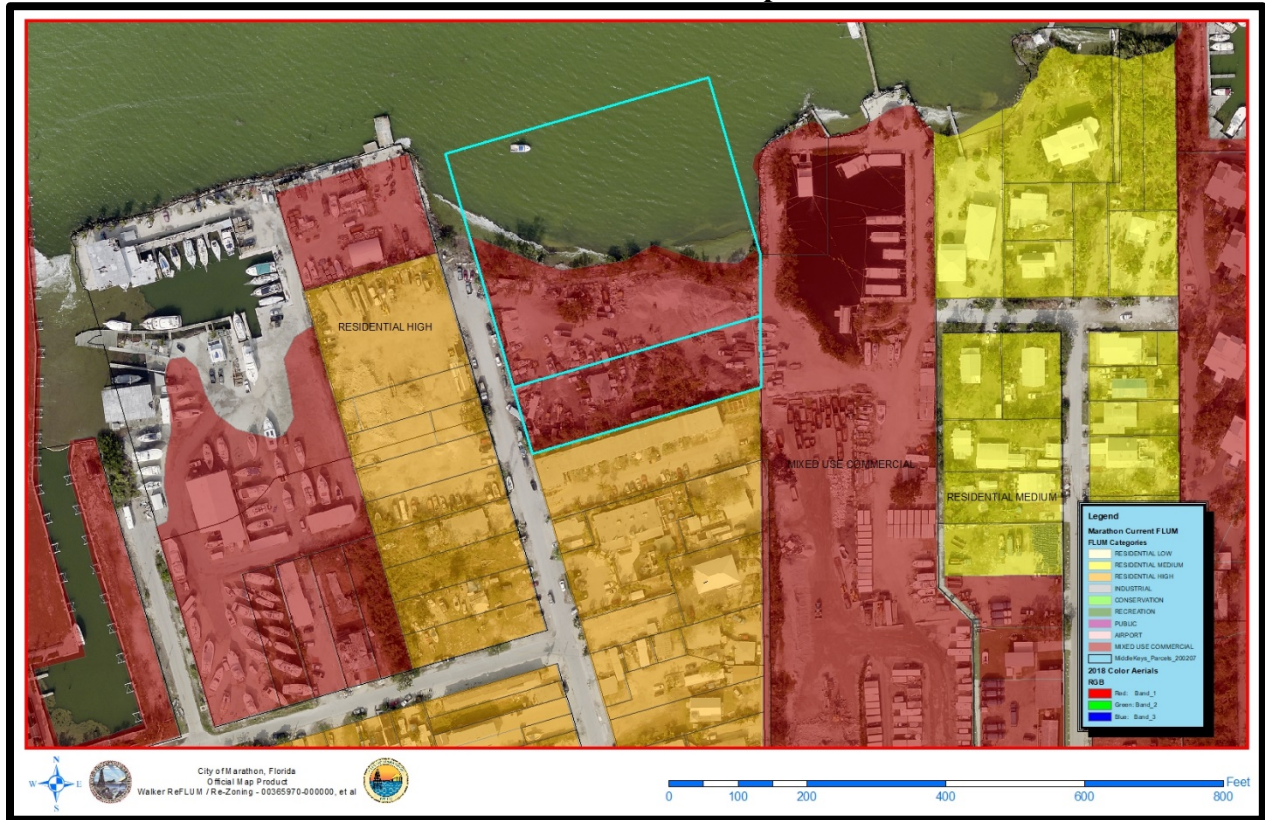 RESIDENTIAL HIGH
MIXED USE COMMERCIAL
RESIDENTIAL MEDIUM
Legend
Marathon Current FLUM
FLUM Categories
RESIDENTIAL LOW
RESIDENTIAL MEDIUM
RESIDENTIAL HIGH
INDUSTRIAL
CONSERVATION
RECREATION
PUBLIC
AIRPORT
MIXED USE COMMERCIAL
MiddleKeys_Parcels_200207
2018 Color Aerials
RGB
Red: Band_1
Green: Band_2
Blue: Band_3
N
W E
S
City of Marathon, Florida
Official Map Product
Walker ReFLUM / Re-Zoning - 00365970-000000, et al
Feet
0 100 200 400 600 800